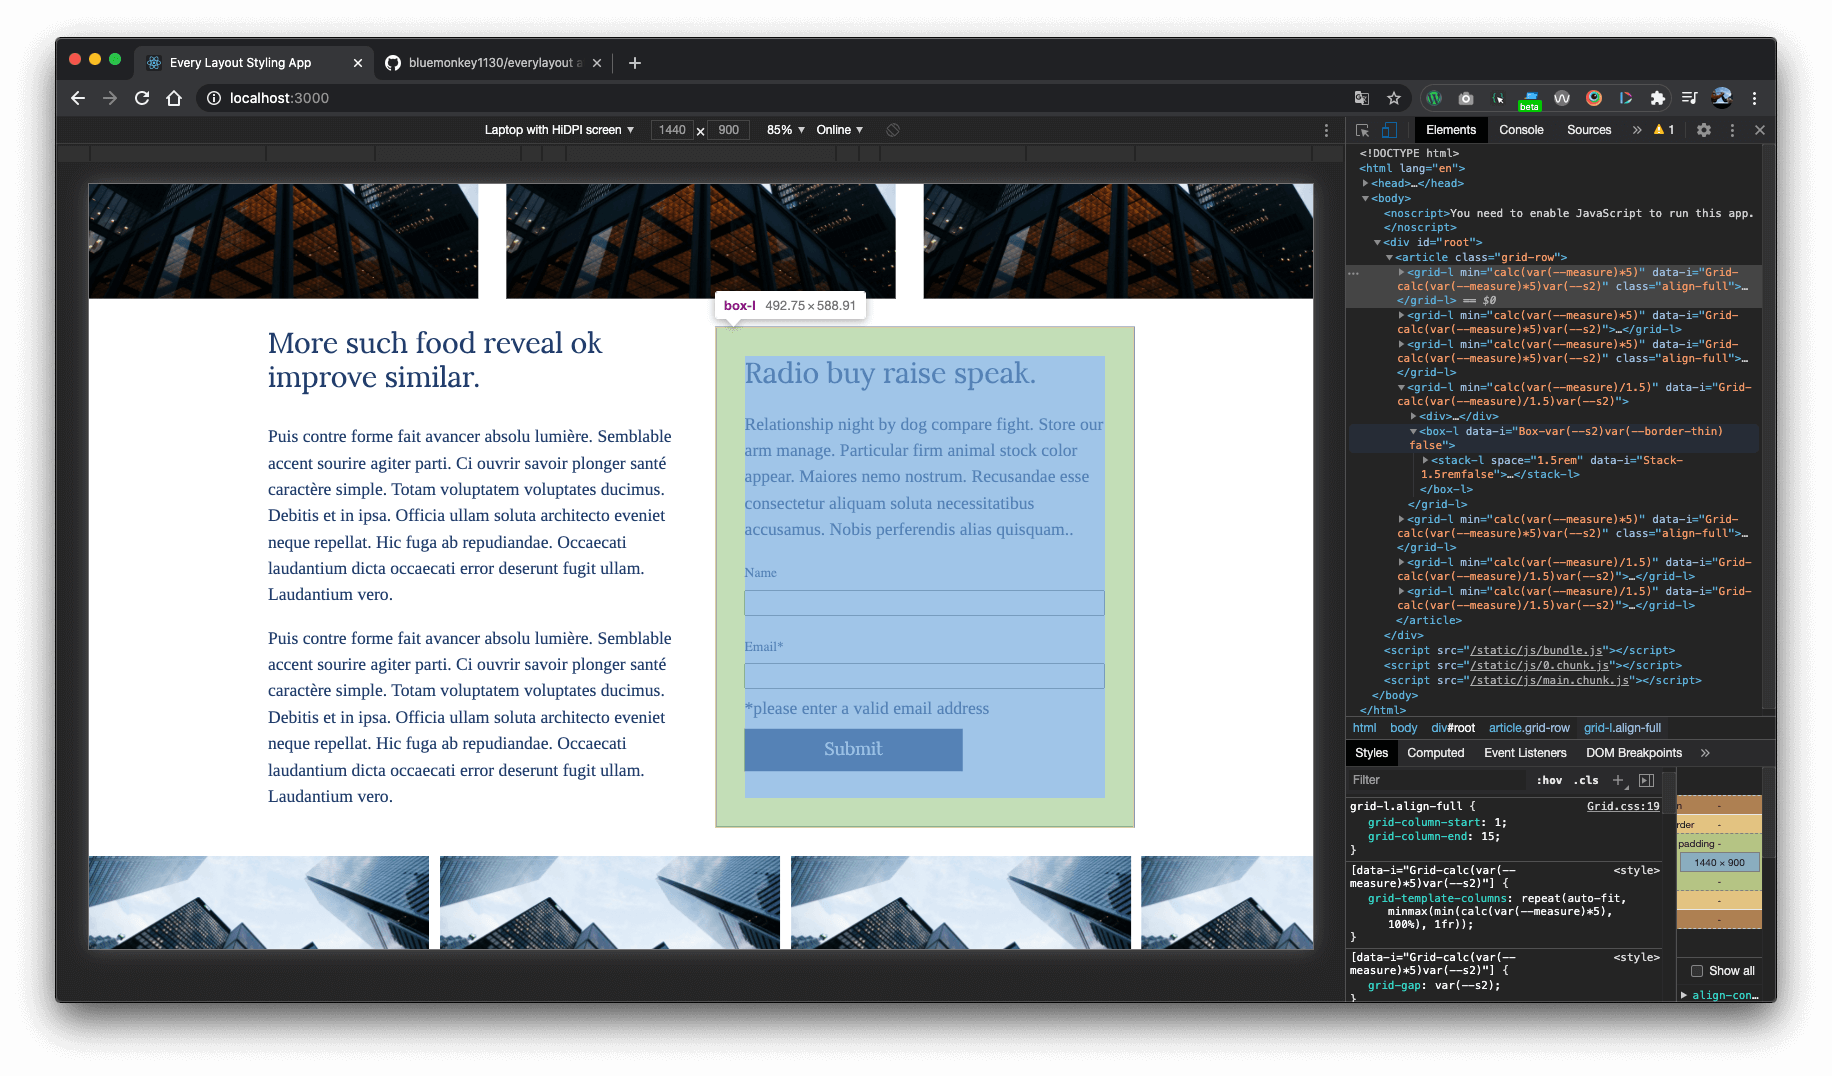 Every Layout Styling App
bluemonkey1130/everylayout a
localhost:3000
beta
Laptop with HiDPI screen 1440 x 900 85% Online
Elements Console Sources » 1
More such food reveal ok
improve similar.
Puis contre forme fait avancer absolu lumière. Semblable
accent sourire agiter parti. Ci ouvrir savoir plonger santé
caractère simple. Totam voluptatem voluptates ducimus.
Debitis et in ipsa. Officia ullam soluta architecto eveniet
neque repellat. Hic fuga ab repudiandae. Occaecati
laudantium dicta occaecati error deserunt fugit ullam.
Laudantium vero.
Puis contre forme fait avancer absolu lumière. Semblable
accent sourire agiter parti. Ci ouvrir savoir plonger santé
caractère simple. Totam voluptatem voluptates ducimus.
Debitis et in ipsa. Officia ullam soluta architecto eveniet
neque repellat. Hic fuga ab repudiandae. Occaecati
laudantium dicta occaecati error deserunt fugit ullam.
Laudantium vero.
box-l 492.75×588.91
Radio buy raise speak.
Relationship night by dog compare fight. Store our
arm manage. Particular firm animal stock color
appear. Maiores nemo nostrum. Recusandae esse
consectetur aliquam soluta necessitatibus
accusamus. Nobis perferendis alias quisquam..
Name
Email*
*please enter a valid email address
Submit
<!DOCTYPE html>
<html lang="en">
<head>…</head>
<body>
<noscript>You need to enable JavaScript to run this app.
</noscript>
<div id="root">
<article class="grid-row">
<grid-l min="calc(var(--measure)*5)" data-i="Grid-
calc(var(--measure)*5)var(--s2)" class="align-full">…
</grid-l> == $0
<grid-l min="calc(var(--measure)*5)" data-i="Grid-
calc(var(--measure)*5)var(--s2)">…</grid-l>
<grid-l min="calc(var(--measure)*5)" data-i="Grid-
calc(var(--measure)*5)var(--s2)" class="align-full">…
</grid-l>
<grid-l min="calc(var(--measure)/1.5)" data-i="Grid-
calc(var(--measure)/1.5)var(--s2)">
<div>…</div>
<box-l data-i="Box-var(--s2)var(--border-thin)
false">
<stack-l space="1.5rem" data-i="Stack-
1.5remfalse">…</stack-l>
</box-l>
</grid-l>
<grid-l min="calc(var(--measure)*5)" data-i="Grid-
calc(var(--measure)*5)var(--s2)" class="align-full">…
</grid-l>
<grid-l min="calc(var(--measure)/1.5)" data-i="Grid-
calc(var(--measure)/1.5)var(--s2)">…</grid-l>
<grid-l min="calc(var(--measure)/1.5)" data-i="Grid-
calc(var(--measure)/1.5)var(--s2)">…</grid-l>
</article>
</div>
<script src="/static/js/bundle.js"></script>
<script src="/static/js/0.chunk.js"></script>
<script src="/static/js/main.chunk.js"></script>
</body>
</html>
html body div#root article.grid-row grid-l.align-full
Styles Computed Event Listeners DOM Breakpoints »
Filter :hov .cls +
grid-l.align-full { Grid.css:19
grid-column-start: 1;
grid-column-end: 15;
}
[data-i="Grid-calc(var(-- <style>
measure)*5)var(--s2)"] {
grid-template-columns: repeat(auto-fit,
minmax(min(calc(var(--measure)*5),
100%), 1fr));
}
[data-i="Grid-calc(var(-- <style>
measure)*5)var(--s2)"] {
grid-gap: var(--s2);
}
n -
rder -
padding -
1440 × 900
-
-
-
Show all
align-con…